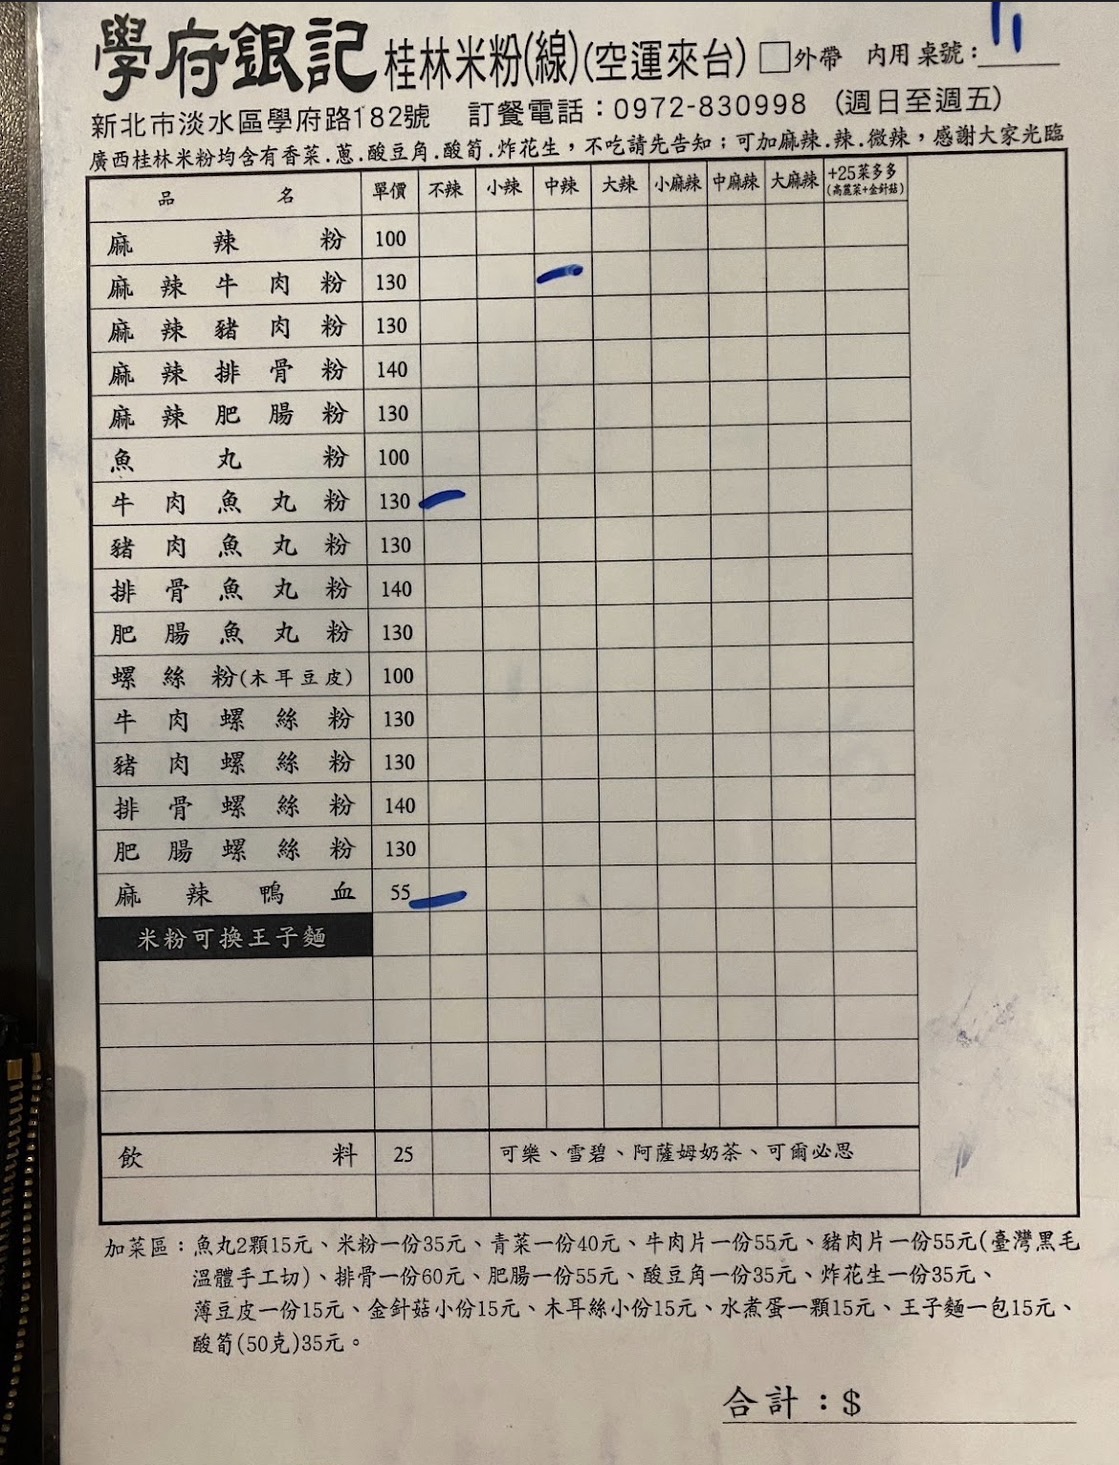 學府銀記 桂林米粉(線)(空運來台) □外帶 內用 桌號：11
新北市淡水區學府路182號 訂餐電話：0972-830998 (週日至週五)
廣西桂林米粉均含有香菜.蔥.酸豆角.酸筍.炸花生，不吃請先告知；可加麻辣.辣.微辣，感謝大家光臨
品名 單價 不辣 小辣 中辣 大辣 小麻辣 中麻辣 大麻辣 +25菜多多(高麗菜+金針菇)
麻辣粉 100
麻辣牛肉粉 130
麻辣豬肉粉 130
麻辣排骨粉 140
麻辣肥腸粉 130
魚丸粉 100
牛肉魚丸粉 130
豬肉魚丸粉 130
排骨魚丸粉 140
肥腸魚丸粉 130
螺絲粉(木耳豆皮) 100
牛肉螺絲粉 130
豬肉螺絲粉 130
排骨螺絲粉 140
肥腸螺絲粉 130
麻辣鴨血 55
米粉可換王子麵
飲料 25 可樂、雪碧、阿薩姆奶茶、可爾必思
加菜區：魚丸2顆15元、米粉一份35元、青菜一份40元、牛肉片一份55元、豬肉片一份55元(臺灣黑毛
溫體手工切)、排骨一份60元、肥腸一份55元、酸豆角一份35元、炸花生一份35元、
薄豆皮一份15元、金針菇小份15元、木耳絲小份15元、水煮蛋一顆15元、王子麵一包15元、
酸筍(50克)35元。
合計：$